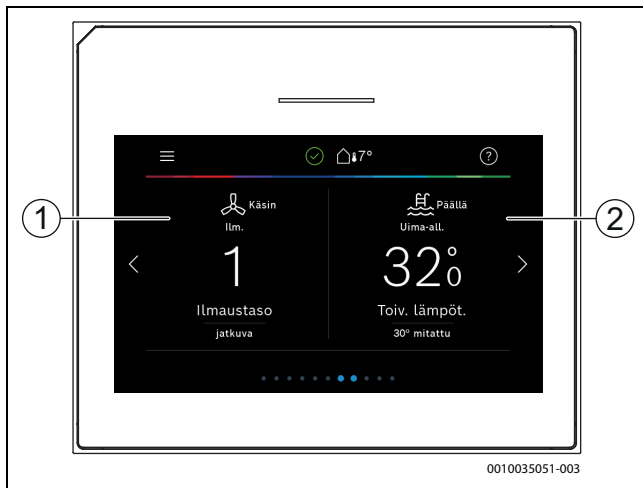 7°
?
Käsin
Ilm.
1
Ilmaustaso
jatkuva
Päällä
Uima-all.
32°0
Toiv. lämpöt.
30° mitattu
1
2
0010035051-003